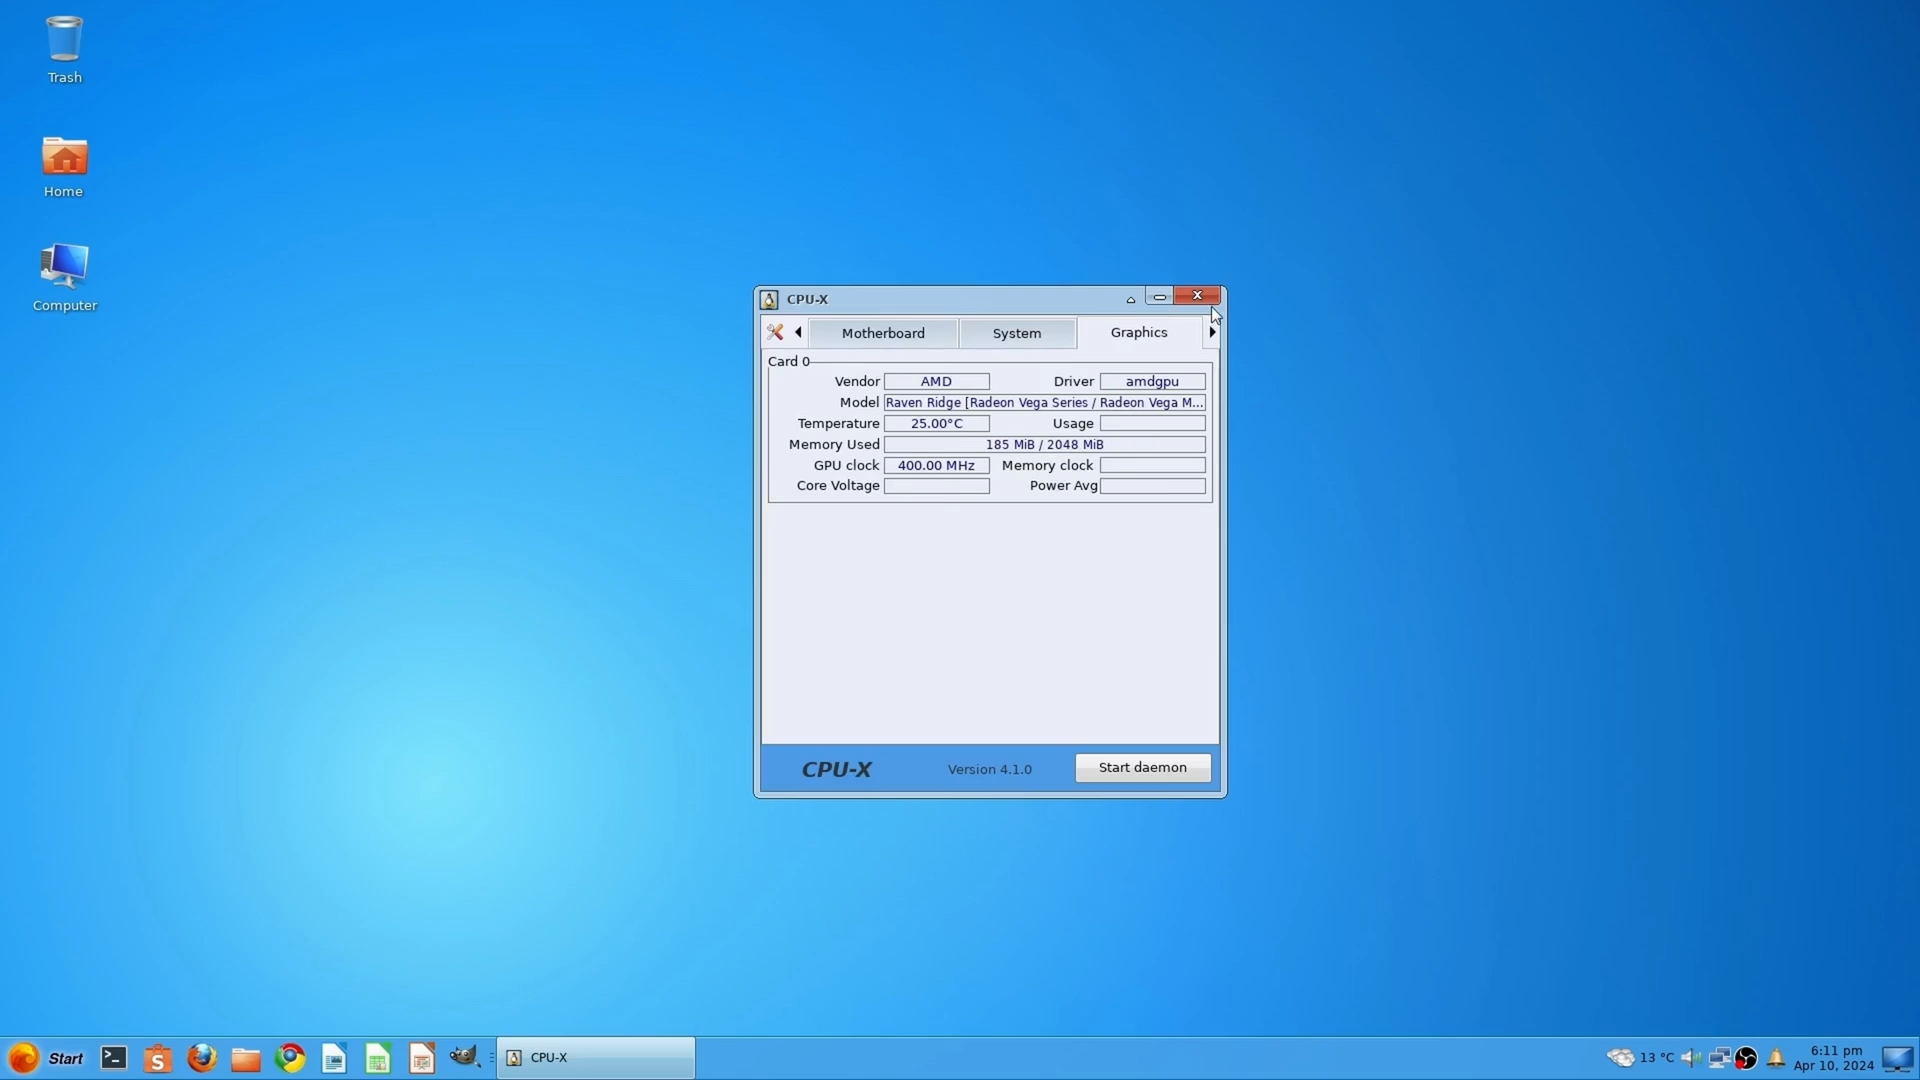 Trash
Home
Computer
CPU-X
X
Motherboard System Graphics
Card 0
Vendor AMD Driver amdgpu
Model Raven Ridge [Radeon Vega Series / Radeon Vega M...
Temperature 25.00°C Usage
Memory Used 185 MiB / 2048 MiB
GPU clock 400.00 MHz Memory clock
Core Voltage Power Avg
CPU-X Version 4.1.0 Start daemon
Start >_ S CPU-X 13 °C 6:11 pm
Apr 10, 2024